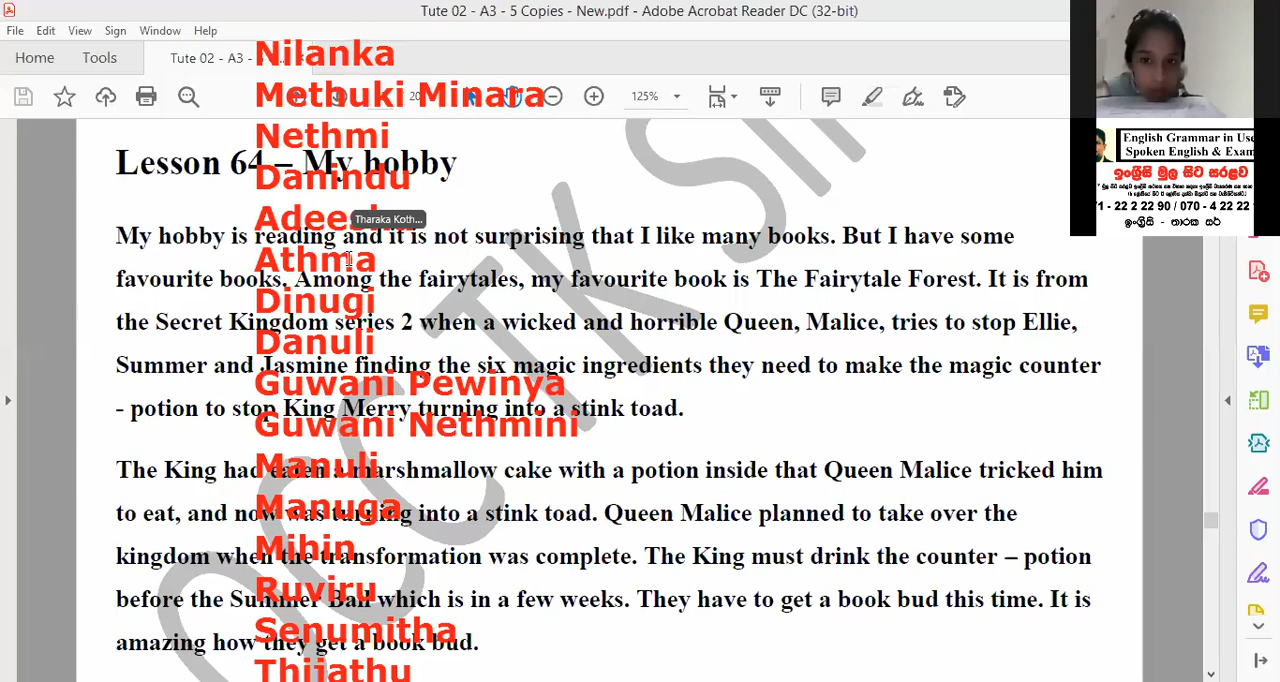 Tute 02 - A3 - 5 Copies - New.pdf - Adobe Acrobat Reader DC (32-bit)
File Edit View Sign Window Help
Home Tools Tute 02 - A3 -
20
125%
Nilanka
Methuki Minara
Nethmi
Danindu
Athma
Dinugi
Danuli
Guwani Pewinya
Guwani Nethmini
Manuli
Manuga
Mihin
Ruviru
Senumitha
Thijathu
Tharaka Koth...
Lesson 64 – My hobby
My hobby is reading and it is not surprising that I like many books. But I have some
favourite books. Among the fairytales, my favourite book is The Fairytale Forest. It is from
the Secret Kingdom series 2 when a wicked and horrible Queen, Malice, tries to stop Ellie,
Summer and Jasmine finding the six magic ingredients they need to make the magic counter
- potion to stop King Merry turning into a stink toad.
The King had eaten a marshmallow cake with a potion inside that Queen Malice tricked him
to eat, and now was turning into a stink toad. Queen Malice planned to take over the
kingdom when the transformation was complete. The King must drink the counter – potion
before the Summer Ball which is in a few weeks. They have to get a book bud this time. It is
amazing how they get a book bud.
English Grammar in Use
Spoken English & Exam
ඉංග්‍රීසි මුල සිට සරළව
71 - 22 2 22 90 / 070 - 4 22 22
ඉංග්‍රීසි - තාරක සර්